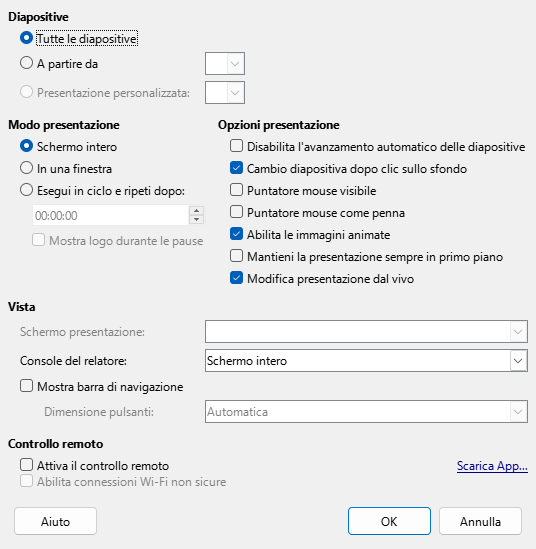 Diapositive
Tutte le diapositive
A partire da
Presentazione personalizzata:
Modo presentazione
Schermo intero
In una finestra
Esegui in ciclo e ripeti dopo:
00:00:00
Mostra logo durante le pause
Opzioni presentazione
Disabilita l'avanzamento automatico delle diapositive
Cambio diapositiva dopo clic sullo sfondo
Puntatore mouse visibile
Puntatore mouse come penna
Abilita le immagini animate
Mantieni la presentazione sempre in primo piano
Modifica presentazione dal vivo
Vista
Schermo presentazione:
Console del relatore: Schermo intero
Mostra barra di navigazione
Dimensione pulsanti: Automatica
Controllo remoto
Attiva il controllo remoto Scarica App...
Abilita connessioni Wi-Fi non sicure
Aiuto OK Annulla